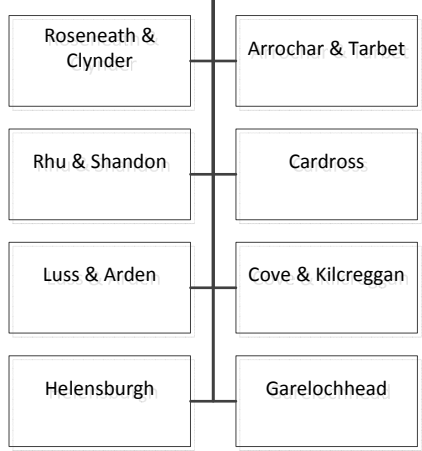 Roseneath &
Clynder
Arrochar & Tarbet
Rhu & Shandon
Cardross
Luss & Arden
Cove & Kilcreggan
Helensburgh
Garelochhead